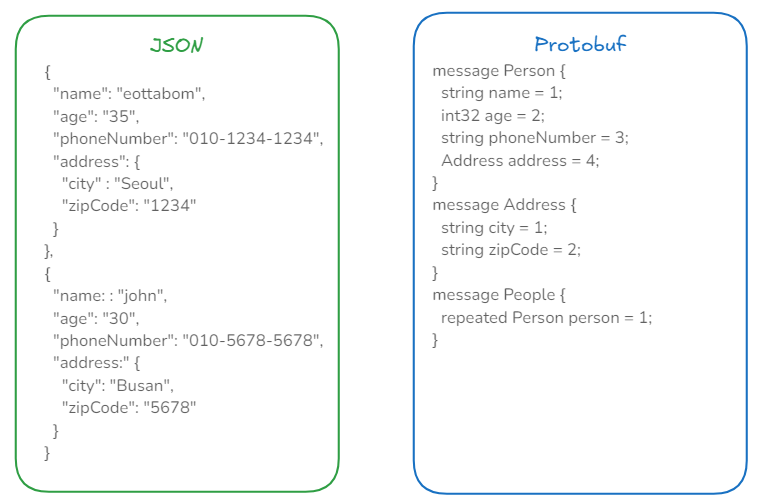 JSON
{
"name": "eottabom",
"age": "35",
"phoneNumber": "010-1234-1234",
"address": {
"city" : "Seoul",
"zipCode": "1234"
}
},
{
"name: : "john",
"age": "30",
"phoneNumber": "010-5678-5678",
"address:" {
"city": "Busan",
"zipCode": "5678"
}
}
Protobuf
message Person {
string name = 1;
int32 age = 2;
string phoneNumber = 3;
Address address = 4;
}
message Address {
string city = 1;
string zipCode = 2;
}
message People {
repeated Person person = 1;
}